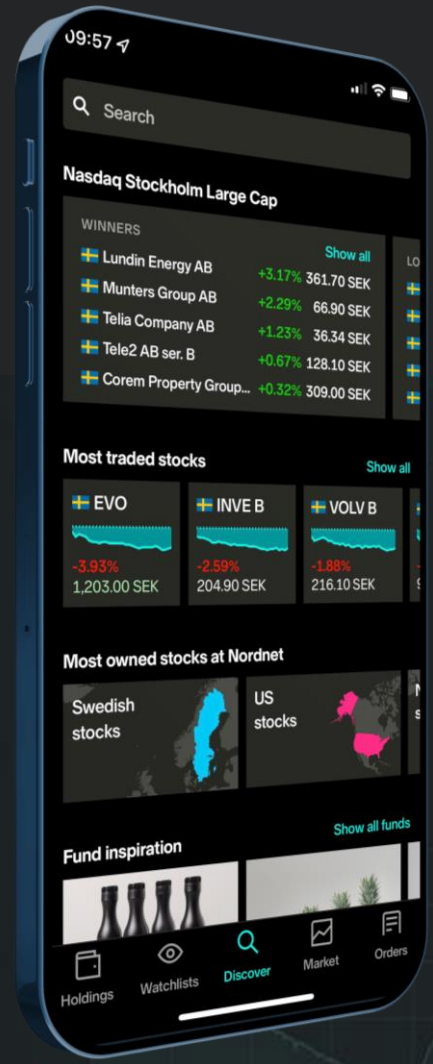 09:57
Search
Nasdaq Stockholm Large Cap
WINNERS
Show all
LO
Lundin Energy AB +3.17% 361.70 SEK
Munters Group AB +2.29% 66.90 SEK
Telia Company AB +1.23% 36.34 SEK
Tele2 AB ser. B +0.67% 128.10 SEK
Corem Property Group... +0.32% 309.00 SEK
Most traded stocks Show all
EVO
-3.93%
1,203.00 SEK
INVE B
-2.59%
204.90 SEK
VOLV B
-1.88%
216.10 SEK
Most owned stocks at Nordnet
Swedish
stocks
US
stocks
Fund inspiration Show all funds
Holdings Watchlists Discover Market Orders